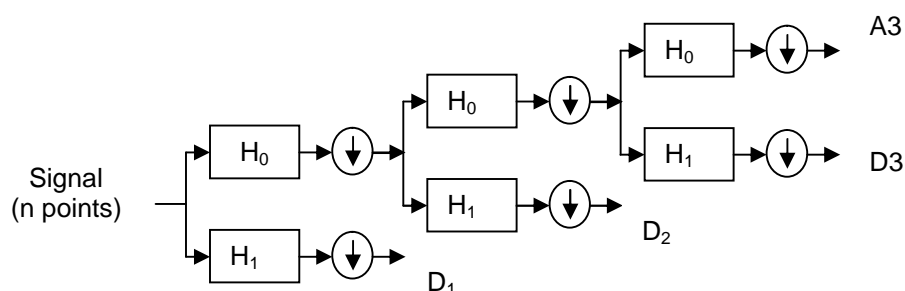 A3
H₀
H₀
H₀
H₁
D3
Signal
(n points)
H₁
D₂
H₁
D₁